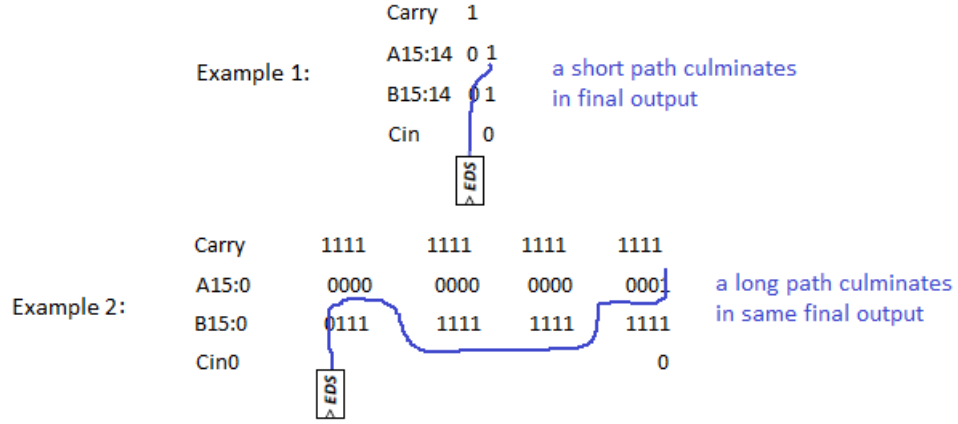 Carry 1
Example 1:
A15:14 0 1
B15:14 0 1
Cin 0
a short path culminates
in final output
> EDS
Carry 1111 1111 1111 1111
Example 2:
A15:0 0000 0000 0000 0001
B15:0 0111 1111 1111 1111
Cin0 0
a long path culminates
in same final output
> EDS